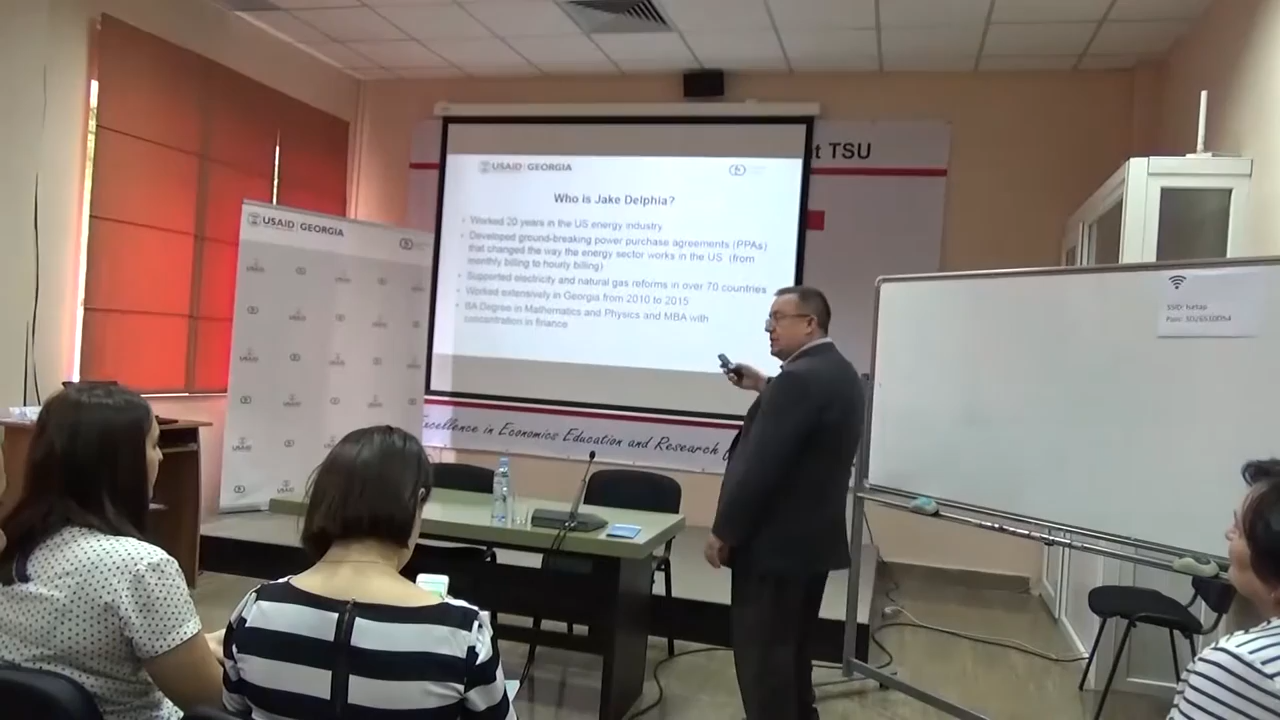 at TSU
USAID | GEORGIA
Who is Jake Delphia?
• Worked 20 years in the US energy industry
• Developed ground-breaking power purchase agreements (PPAs)
that changed the way the energy sector works in the US (from
monthly billing to hourly billing)
• Supported electricity and natural gas reforms in over 70 countries
• Worked extensively in Georgia from 2010 to 2015
• BA Degree in Mathematics and Physics and MBA with
concentration in finance
USAID | GEORGIA
Excellence in Economics Education and Research
SSID:
Pass: